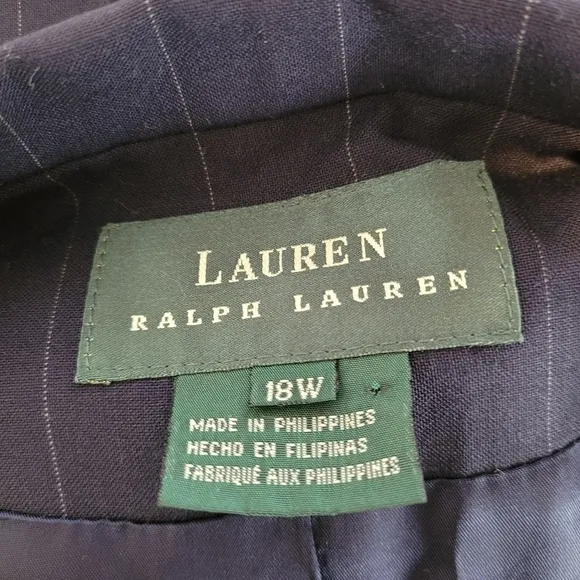 LAUREN
RALPH LAUREN
18W
MADE IN PHILIPPINES
HECHO EN FILIPINAS
FABRIQUÉ AUX PHILIPPINES